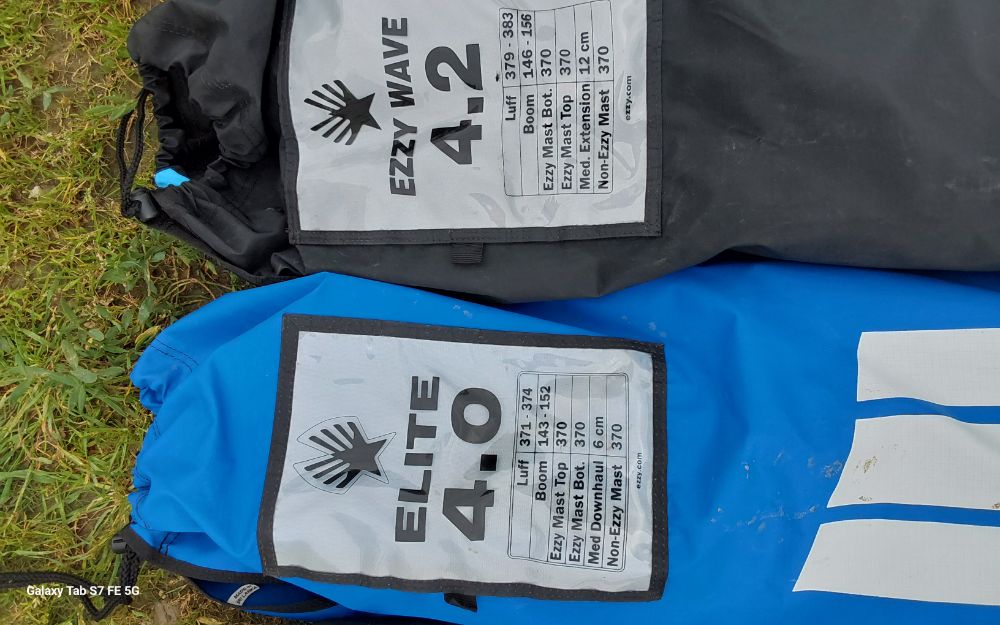 EZZY WAVE
4.2
Luff 379 - 383
Boom 146 - 156
Ezzy Mast Bot. 370
Ezzy Mast Top 370
Med. Extension 12 cm
Non-Ezzy Mast 370
ezzy.com
ELITE
4.0
Luff 371 - 374
Boom 143 - 152
Ezzy Mast Top 370
Ezzy Mast Bot. 370
Med Downhaul 6 cm
Non-Ezzy Mast 370
ezzy.com
Galaxy Tab S7 FE 5G